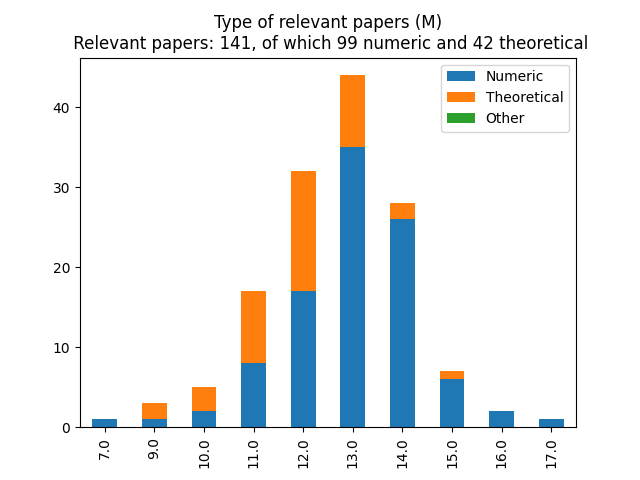 Type of relevant papers (M)
Relevant papers: 141, of which 99 numeric and 42 theoretical
Numeric
Theoretical
Other
40
30
20
10
0
7.0 9.0 10.0 11.0 12.0 13.0 14.0 15.0 16.0 17.0